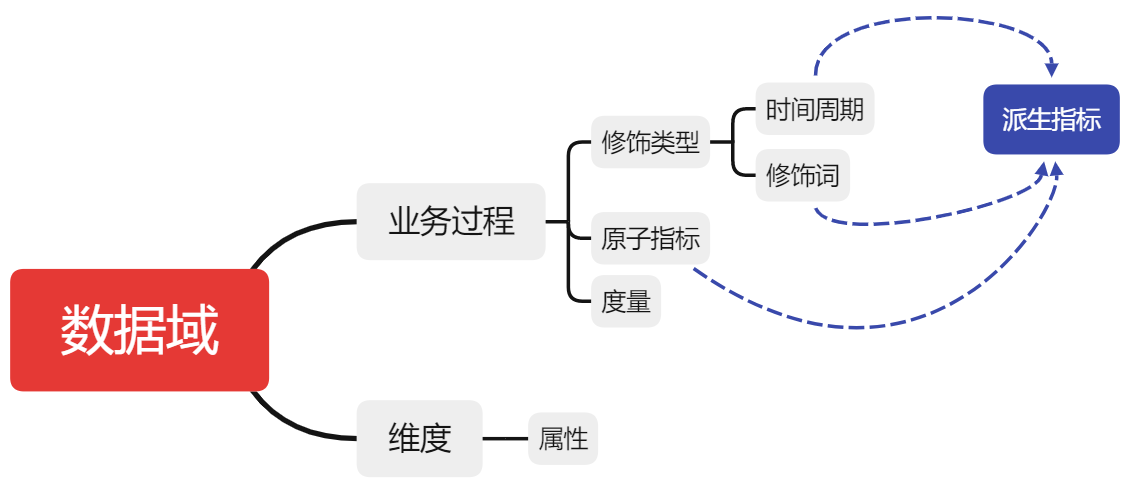 数据域
业务过程
修饰类型
时间周期
修饰词
派生指标
原子指标
度量
维度
属性